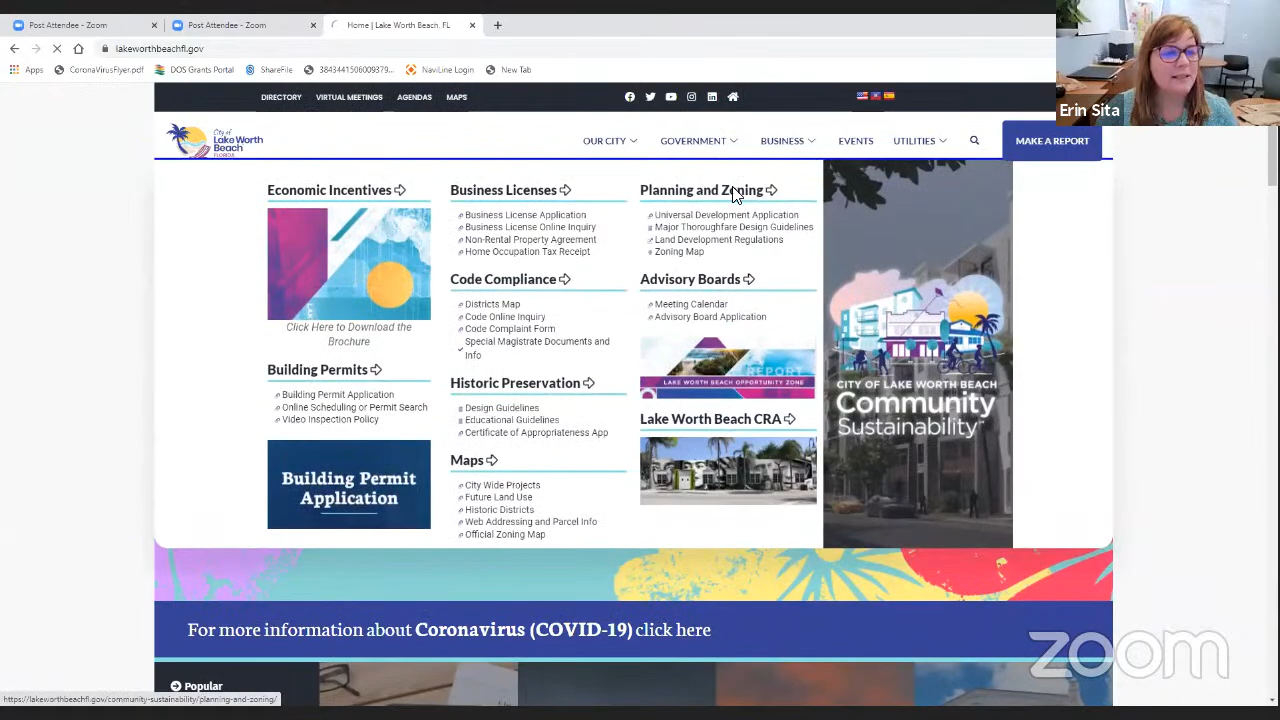 Post Attendee - Zoom
Post Attendee - Zoom
Home | Lake Worth Beach, FL
lakeworthbeachfl.gov
Apps
CoronaVirusFlyer.pdf
DOS Grants Portal
ShareFile
3843441506009379...
NaviLine Login
New Tab
Erin Sita
DIRECTORY
VIRTUAL MEETINGS
AGENDAS
MAPS
City of
Lake Worth
Beach
FLORIDA
OUR CITY
GOVERNMENT
BUSINESS
EVENTS
UTILITIES
MAKE A REPORT
Economic Incentives
Click Here to Download the
Brochure
Building Permits
Building Permit Application
Online Scheduling or Permit Search
Video Inspection Policy
Building Permit
Application
Business Licenses
Business License Application
Business License Online Inquiry
Non-Rental Property Agreement
Home Occupation Tax Receipt
Code Compliance
Districts Map
Code Online Inquiry
Code Complaint Form
Special Magistrate Documents and
Info
Historic Preservation
Design Guidelines
Educational Guidelines
Certificate of Appropriateness App
Maps
City Wide Projects
Future Land Use
Historic Districts
Web Addressing and Parcel Info
Official Zoning Map
Planning and Zoning
Universal Development Application
Major Thoroughfare Design Guidelines
Land Development Regulations
Zoning Map
Advisory Boards
Meeting Calendar
Advisory Board Application
REPORT
LAKE WORTH BEACH OPPORTUNITY ZONE
Lake Worth Beach CRA
CITY OF LAKE WORTH BEACH
Community
Sustainability
For more information about Coronavirus (COVID-19) click here
Popular
https://lakeworthbeachfl.gov/community-sustainability/planning-and-zoning/
zoom